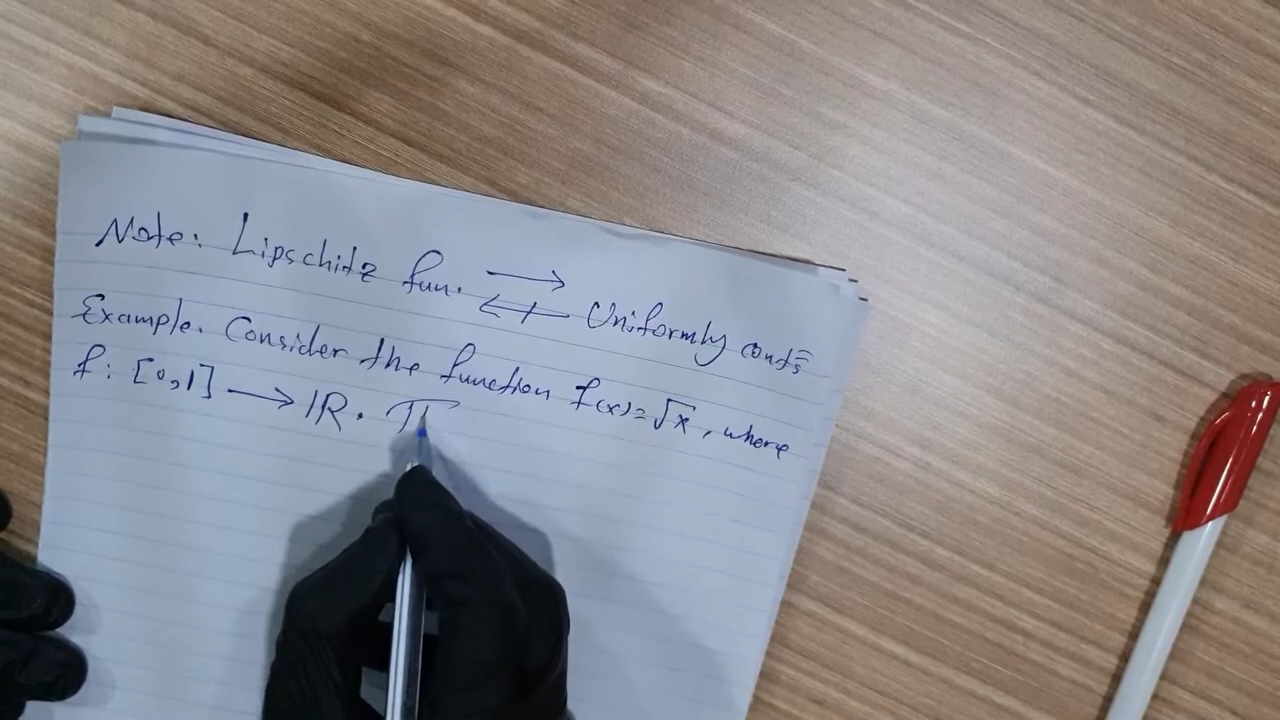 Note: Lipschitz fun. → ↚ Uniformly conts
Example. Consider the function f(x)=√x, where
f: [0,1] → IR.